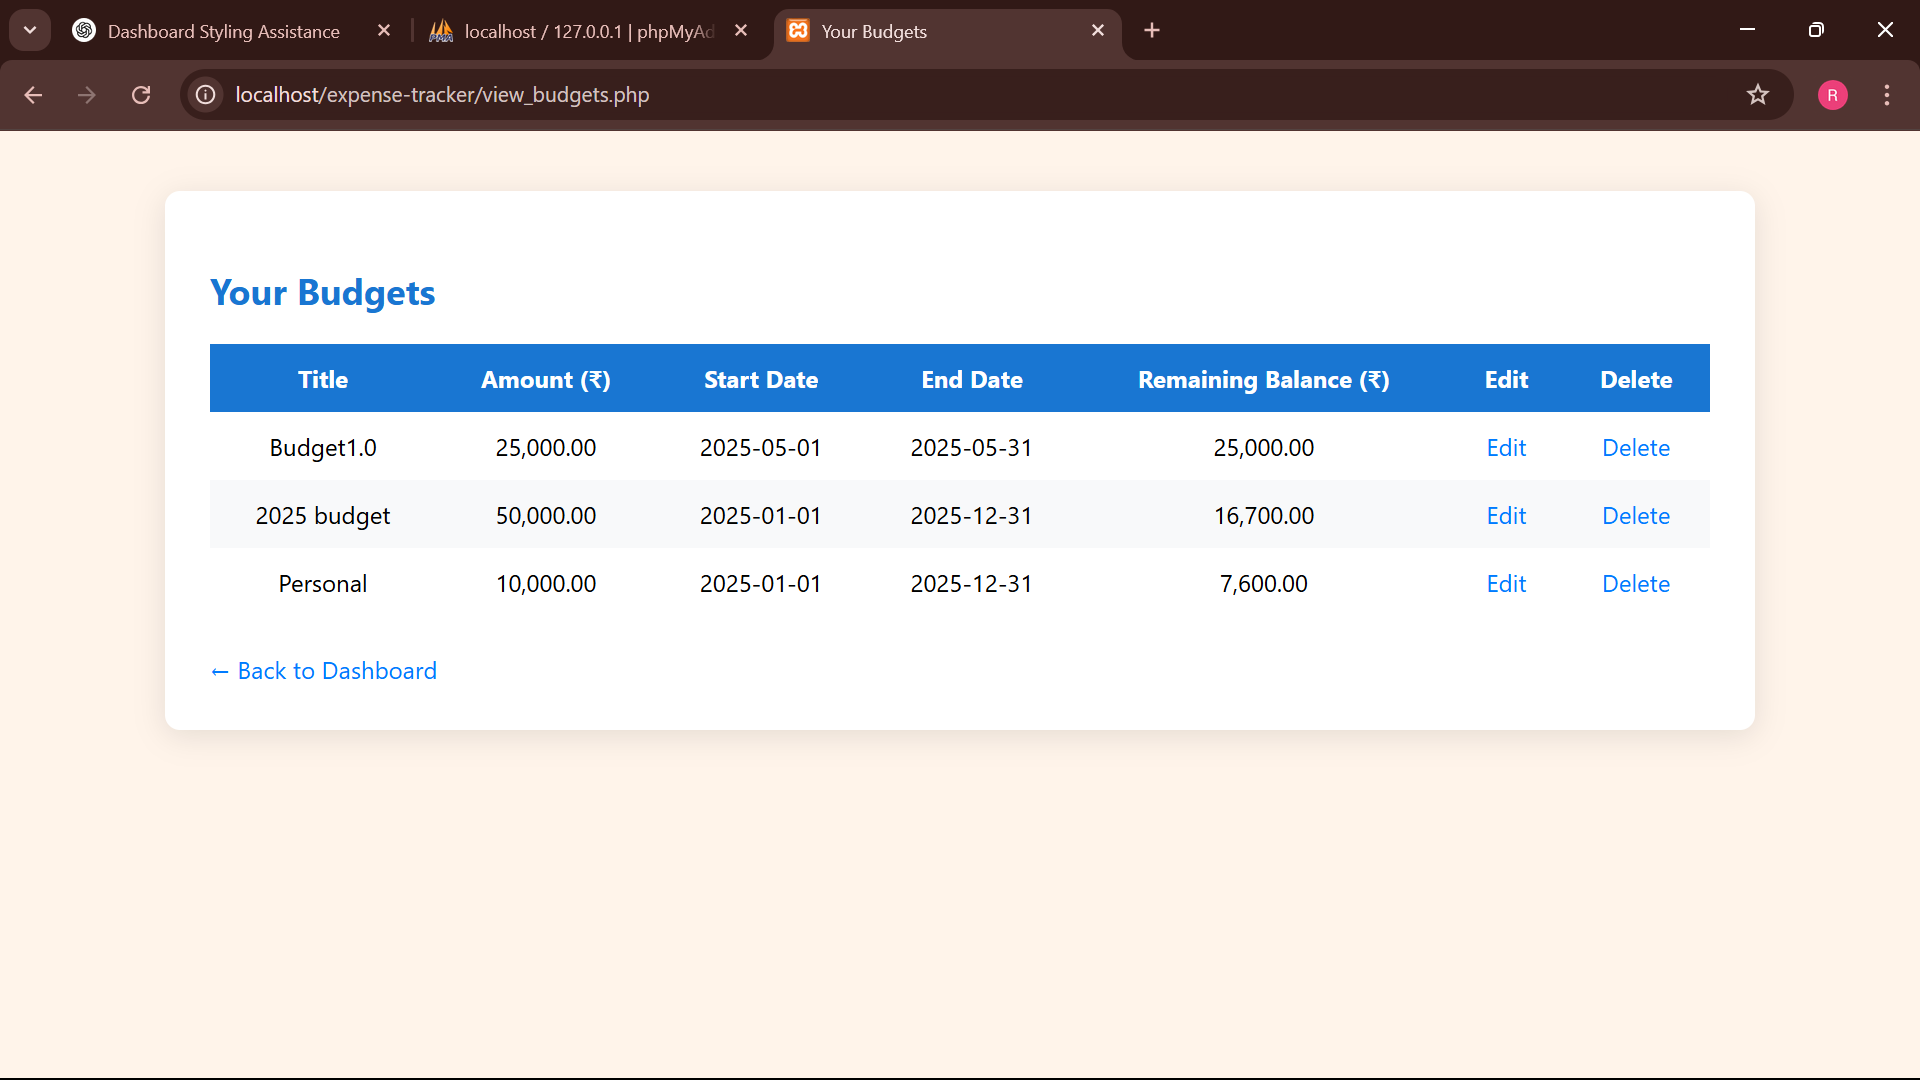 Dashboard Styling Assistance
localhost / 127.0.0.1 | phpMyAd
Your Budgets
localhost/expense-tracker/view_budgets.php
R
Your Budgets
Title Amount (₹) Start Date End Date Remaining Balance (₹) Edit Delete
Budget1.0 25,000.00 2025-05-01 2025-05-31 25,000.00 Edit Delete
2025 budget 50,000.00 2025-01-01 2025-12-31 16,700.00 Edit Delete
Personal 10,000.00 2025-01-01 2025-12-31 7,600.00 Edit Delete
← Back to Dashboard